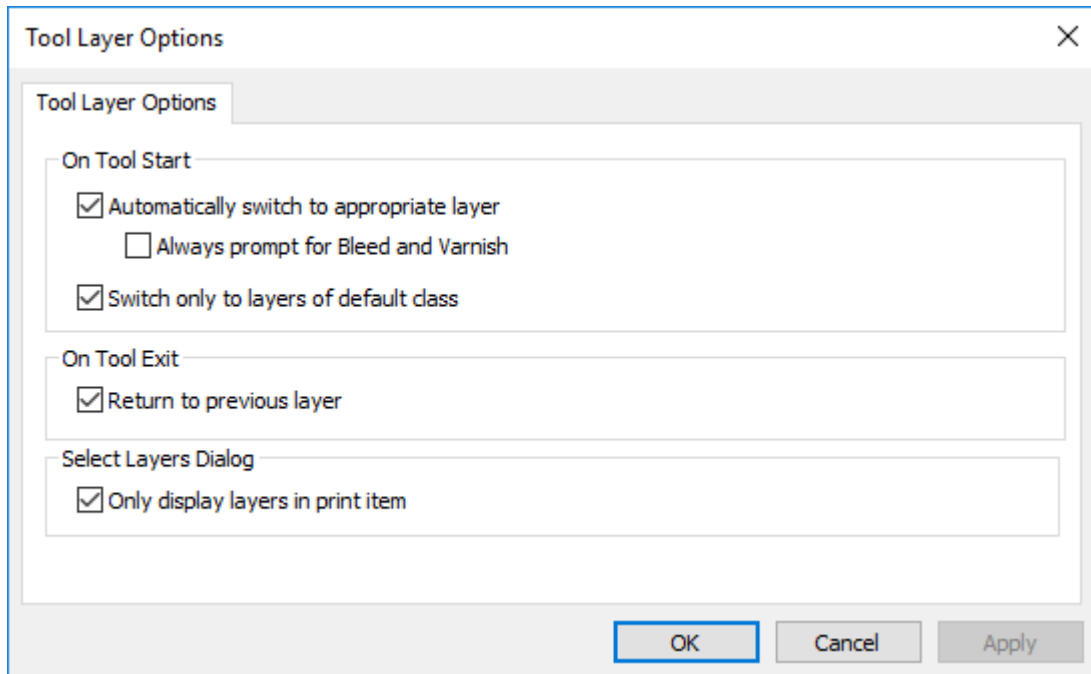 Tool Layer Options
Tool Layer Options
On Tool Start
Automatically switch to appropriate layer
Always prompt for Bleed and Varnish
Switch only to layers of default class
On Tool Exit
Return to previous layer
Select Layers Dialog
Only display layers in print item
OK Cancel Apply